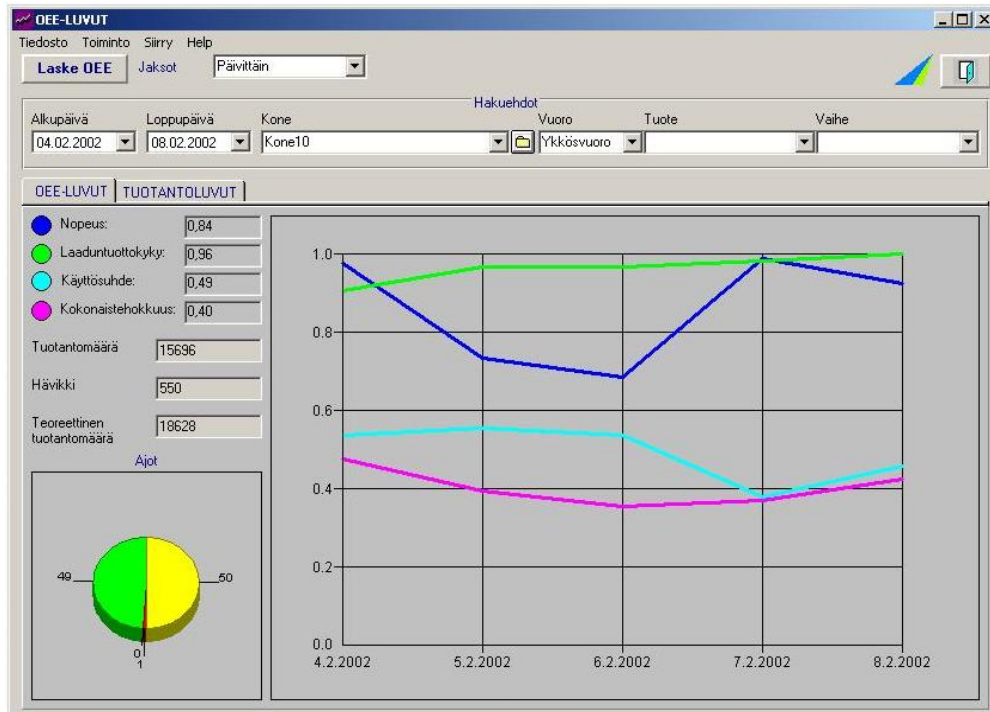 OEE-LUVUT
Tiedosto Toiminto Siirry Help
Laske OEE Jaksot Päivittäin
Hakuehdot
Alkupäivä Loppupäivä Kone Vuoro Tuote Vaihe
04.02.2002 08.02.2002 Kone10 Ykkösvuoro
OEE-LUVUT TUOTANTOLUVUT
Nopeus: 0,84
Laaduntuottokyky: 0,96
Käyttösuhde: 0,49
Kokonaistehokkuus: 0,40
Tuotantomäärä 15696
Hävikki 550
Teoreettinen
tuotantomäärä 18628
Ajot
49 50
0
1
1.0
0.8
0.6
0.4
0.2
0.0
4.2.2002 5.2.2002 6.2.2002 7.2.2002 8.2.2002